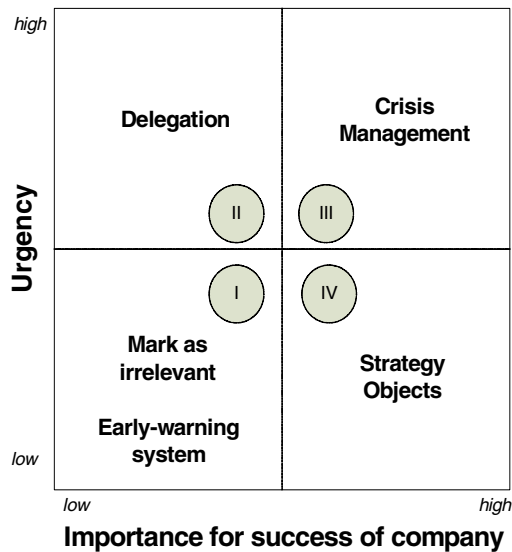 high
Delegation
Crisis
Management
II
III
Urgency
I
IV
Mark as
irrelevant
Strategy
Objects
Early-warning
system
low
low
high
Importance for success of company